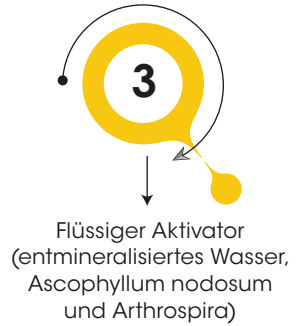 3
Flüssiger Aktivator
(entmineralisiertes Wasser,
Ascophyllum nodosum
und Arthrospira)